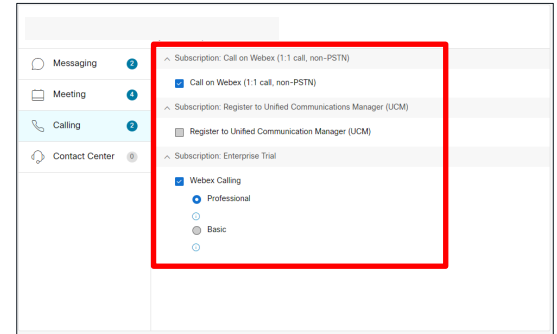 Messaging 2
Meeting 4
Calling 2
Contact Center 0
Subscription: Call on Webex (1:1 call, non-PSTN)
Call on Webex (1:1 call, non-PSTN)
Subscription: Register to Unified Communications Manager (UCM)
Register to Unified Communication Manager (UCM)
Subscription: Enterprise Trial
Webex Calling
Professional
Basic